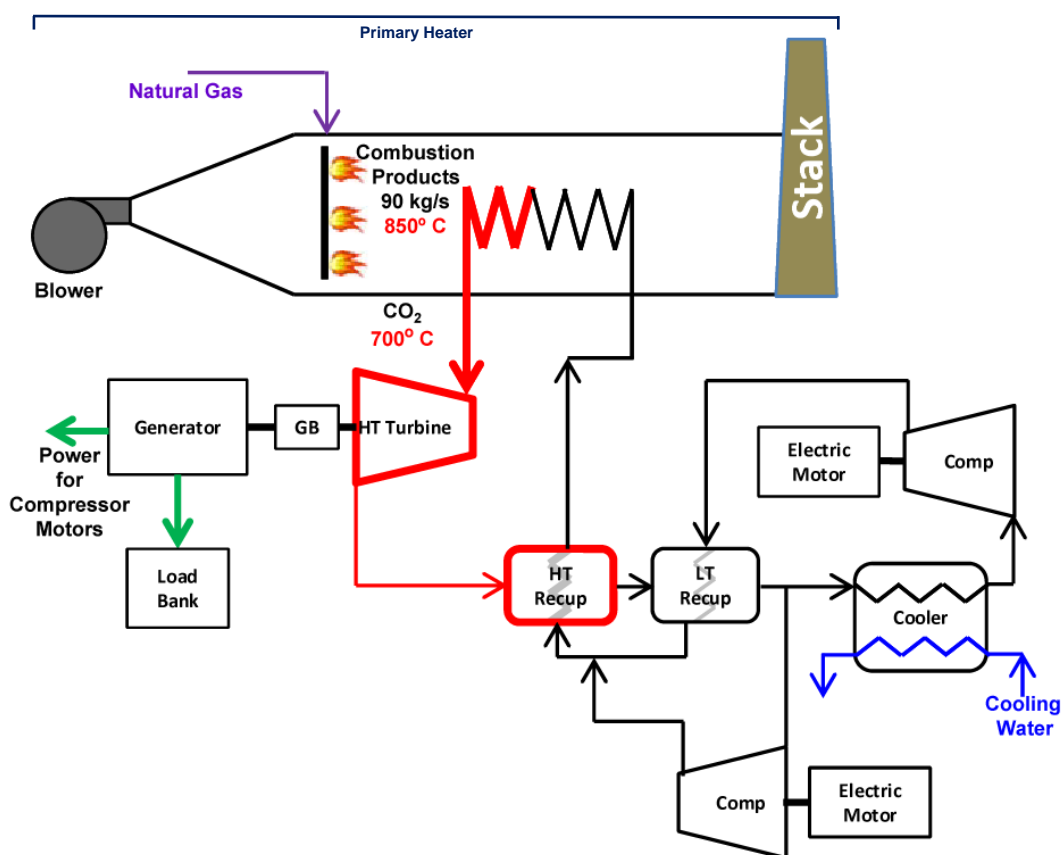 Primary Heater
Natural Gas
Combustion
Products
90 kg/s
850° C
Stack
Blower
CO₂
700° C
Generator
GB
HT Turbine
Power
for
Compressor
Motors
Load
Bank
Electric
Motor
Comp
HT
Recup
LT
Recup
Cooler
Cooling
Water
Comp
Electric
Motor